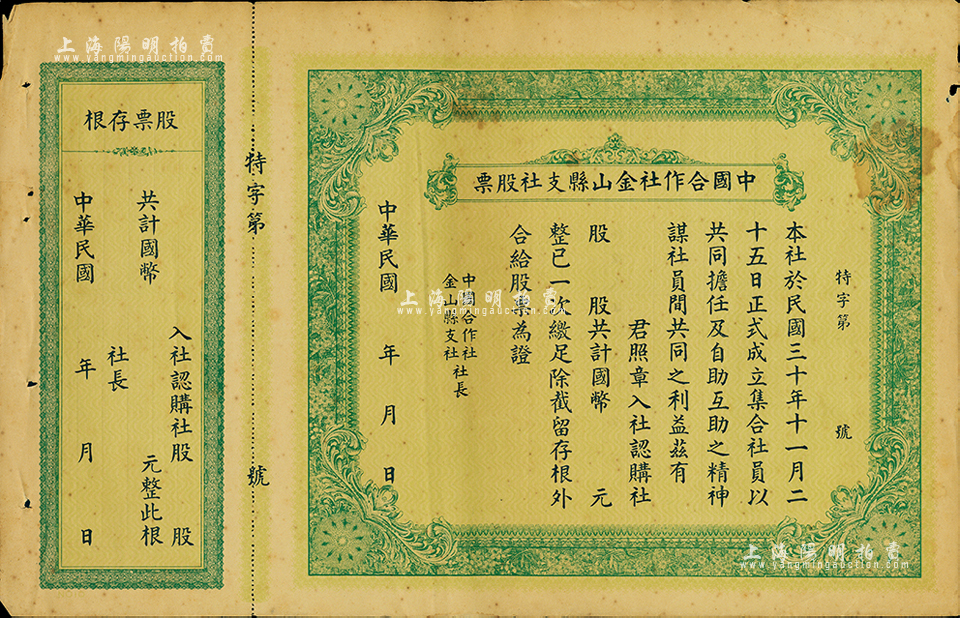 上海陽明拍賣
www.yangmingauction.com
中國合作社金山縣支社股票
特字第　號
本社於民國三十年十一月二
十五日正式成立集合社員以
共同擔任及自助互助之精神
謀社員間共同之利益茲有
君照章入社認購社
股　股共計國幣　元
整已一次繳足除截留存根外
合給股票為證
中國合作社社長
金山縣支社
中華民國　年　月　日
上海陽明拍賣
www.yangmingauction.com
特字第　號
股票存根
入社認購社股　股
共計國幣　元整此根
社長
中華民國　年　月　日
上海陽明拍賣
www.yangmingauction.com